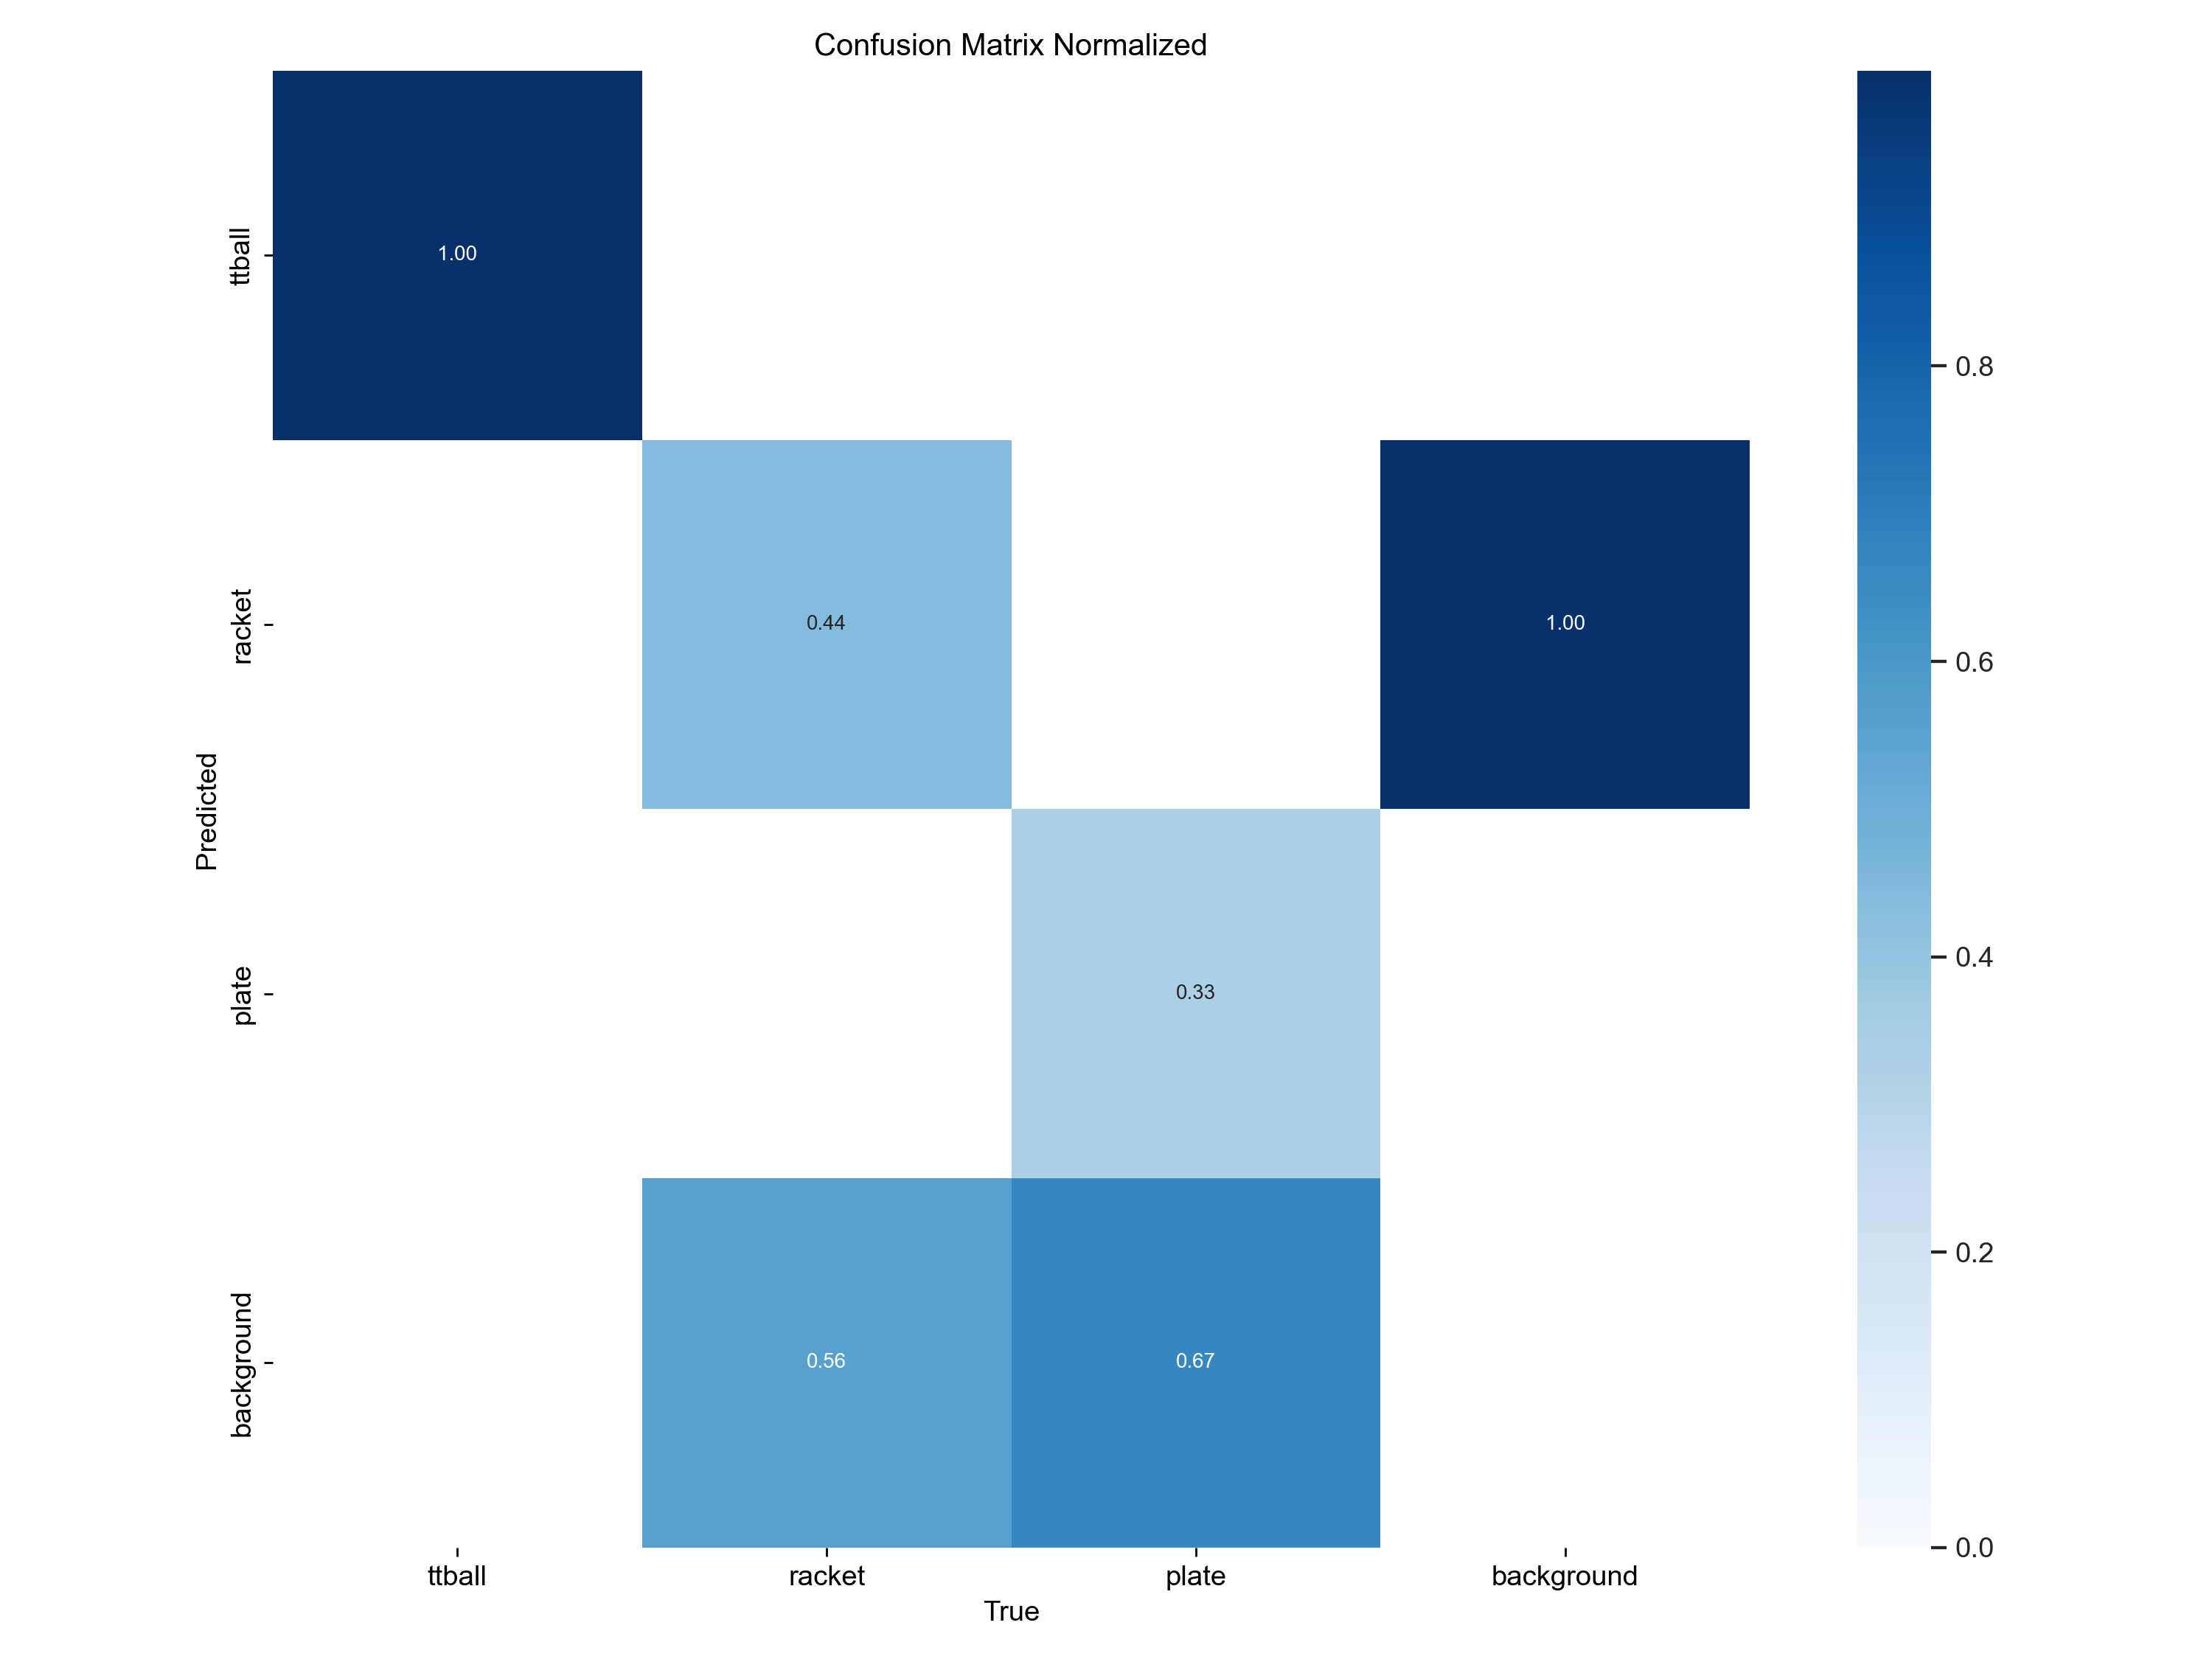 Confusion Matrix Normalized
ttball
1.00
0.8
racket
0.44
1.00
0.6
Predicted
plate
0.33
0.4
background
0.56
0.67
0.2
0.0
ttball
racket
plate
background
True